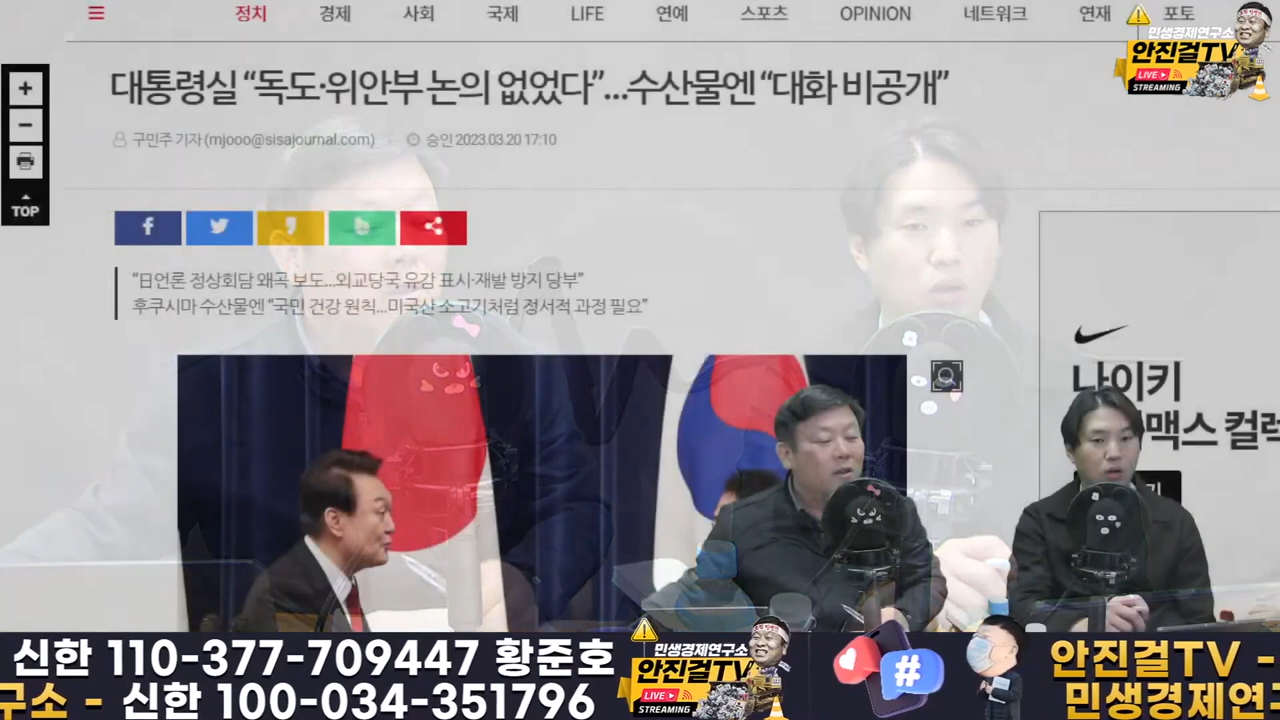 정치 경제 사회 국제 LIFE 연예 스포츠 OPINION 네트워크 연재 포토
민생경제연구소
안진걸TV
LIVE
STREAMING
대통령실 “독도·위안부 논의 없었다”…수산물엔 “대화 비공개”
구민주 기자 (mjooo@sisajournal.com) 승인 2023.03.20 17:10
TOP
“日언론 정상회담 왜곡 보도…외교당국 유감 표시·재발 방지 당부”
후쿠시마 수산물엔 “국민 건강 원칙…미국산 소고기처럼 정서적 과정 필요”
나이키
맥스 컬러
신한 110-377-709447 황준호
구소 - 신한 100-034-351796
민생경제연구소
안진걸TV
LIVE
STREAMING
#
안진걸TV -
민생경제연구